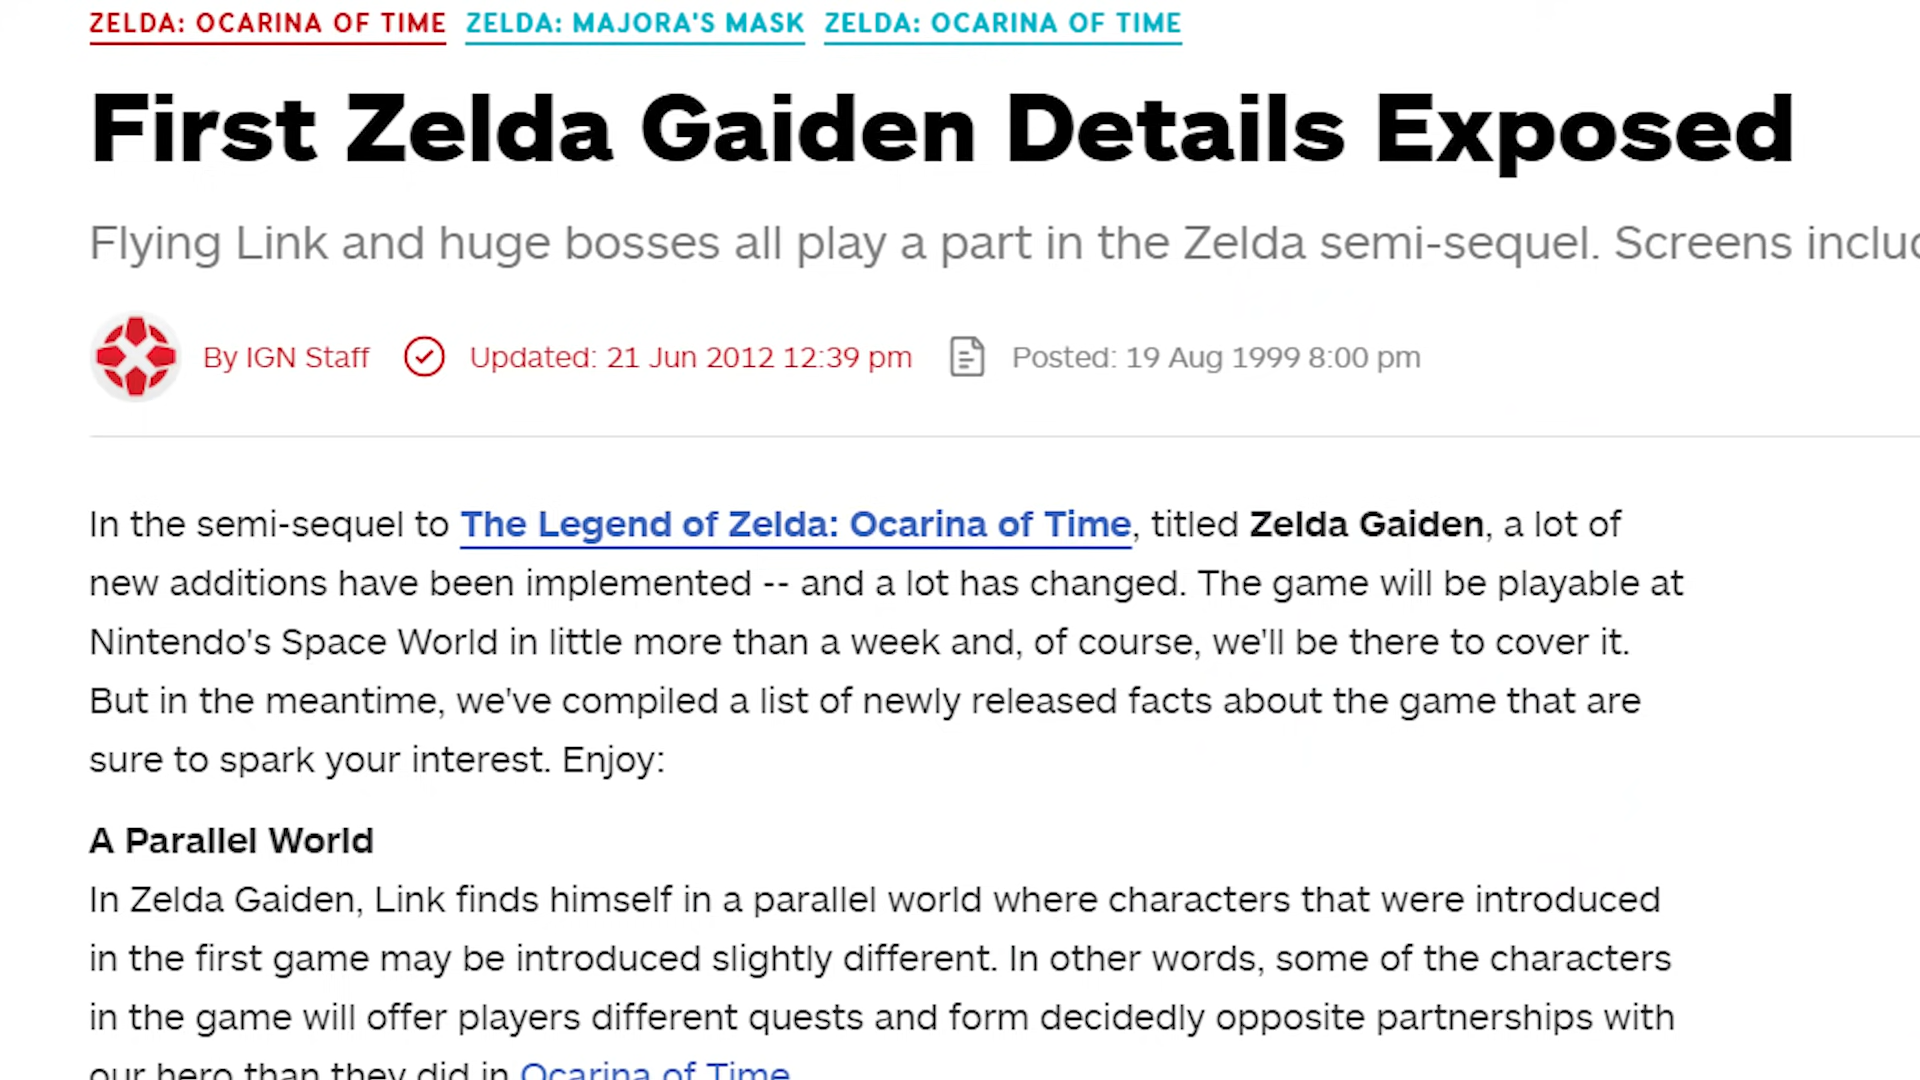 ZELDA: OCARINA OF TIME ZELDA: MAJORA'S MASK ZELDA: OCARINA OF TIME
First Zelda Gaiden Details Exposed
Flying Link and huge bosses all play a part in the Zelda semi-sequel. Screens
By IGN Staff Updated: 21 Jun 2012 12:39 pm Posted: 19 Aug 1999 8:00 pm
In the semi-sequel to The Legend of Zelda: Ocarina of Time, titled Zelda Gaiden, a lot of
new additions have been implemented -- and a lot has changed. The game will be playable at
Nintendo's Space World in little more than a week and, of course, we'll be there to cover it.
But in the meantime, we've compiled a list of newly released facts about the game that are
sure to spark your interest. Enjoy:
A Parallel World
In Zelda Gaiden, Link finds himself in a parallel world where characters that were introduced
in the first game may be introduced slightly different. In other words, some of the characters
in the game will offer players different quests and form decidedly opposite partnerships with
our hero than they did in Ocarina of Time.